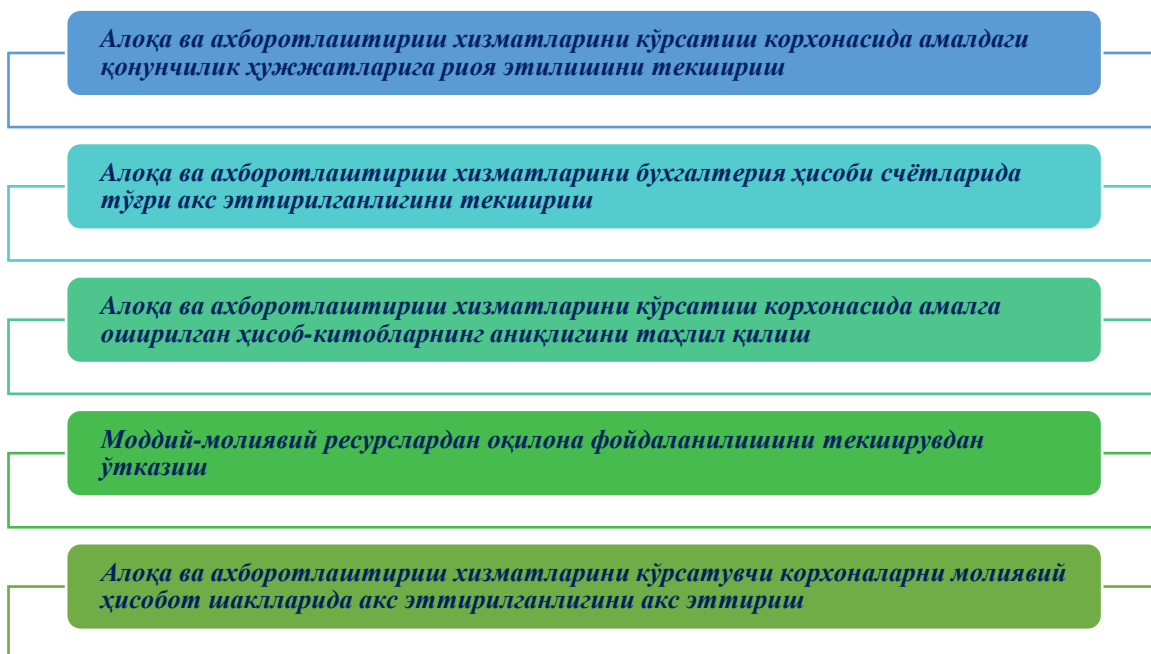 Алоқа ва ахборотлаштириш хизматларини кўрсатиш корхонасида амалдаги
қонунчилик ҳужжатларига риоя этилишини текшириш
Алоқа ва ахборотлаштириш хизматларини бухгалтерия ҳисоби счётларида
тўғри акс эттирилганлигини текшириш
Алоқа ва ахборотлаштириш хизматларини кўрсатиш корхонасида амалга
оширилган ҳисоб-китобларнинг аниқлигини таҳлил қилиш
Моддий-молиявий ресурслардан оқилона фойдаланилишини текширувдан
ўтказиш
Алоқа ва ахборотлаштириш хизматларини кўрсатувчи корхоналарни молиявий
ҳисобот шаклларида акс эттирилганлигини акс эттириш